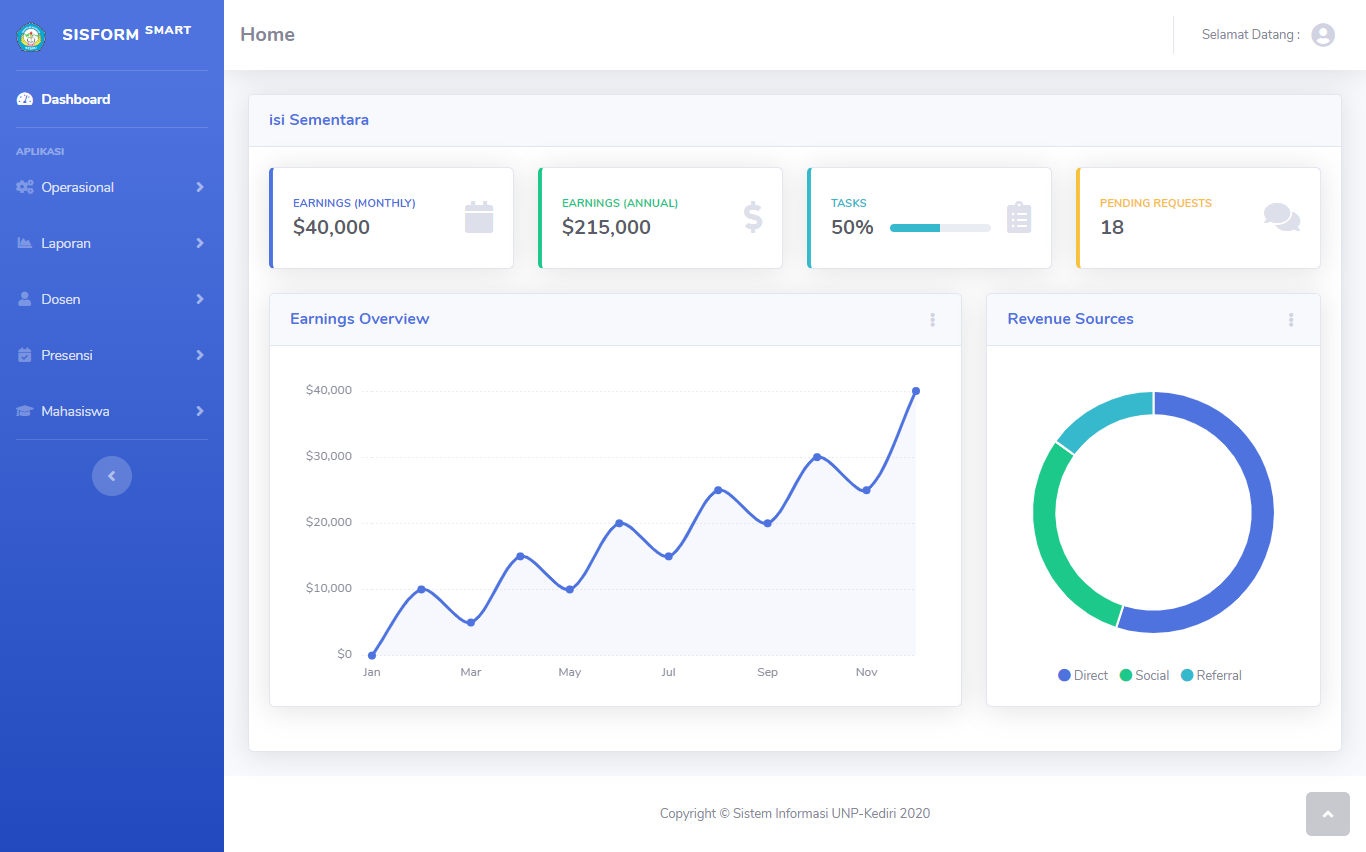 SISFORM SMART
Home
Selamat Datang :
Dashboard
APLIKASI
Operasional
Laporan
Dosen
Presensi
Mahasiswa
isi Sementara
EARNINGS (MONTHLY)
$40,000
EARNINGS (ANNUAL)
$215,000
TASKS
50%
PENDING REQUESTS
18
Earnings Overview
$40,000
$30,000
$20,000
$10,000
$0
Jan Mar May Jul Sep Nov
Revenue Sources
Direct Social Referral
Copyright © Sistem Informasi UNP-Kediri 2020